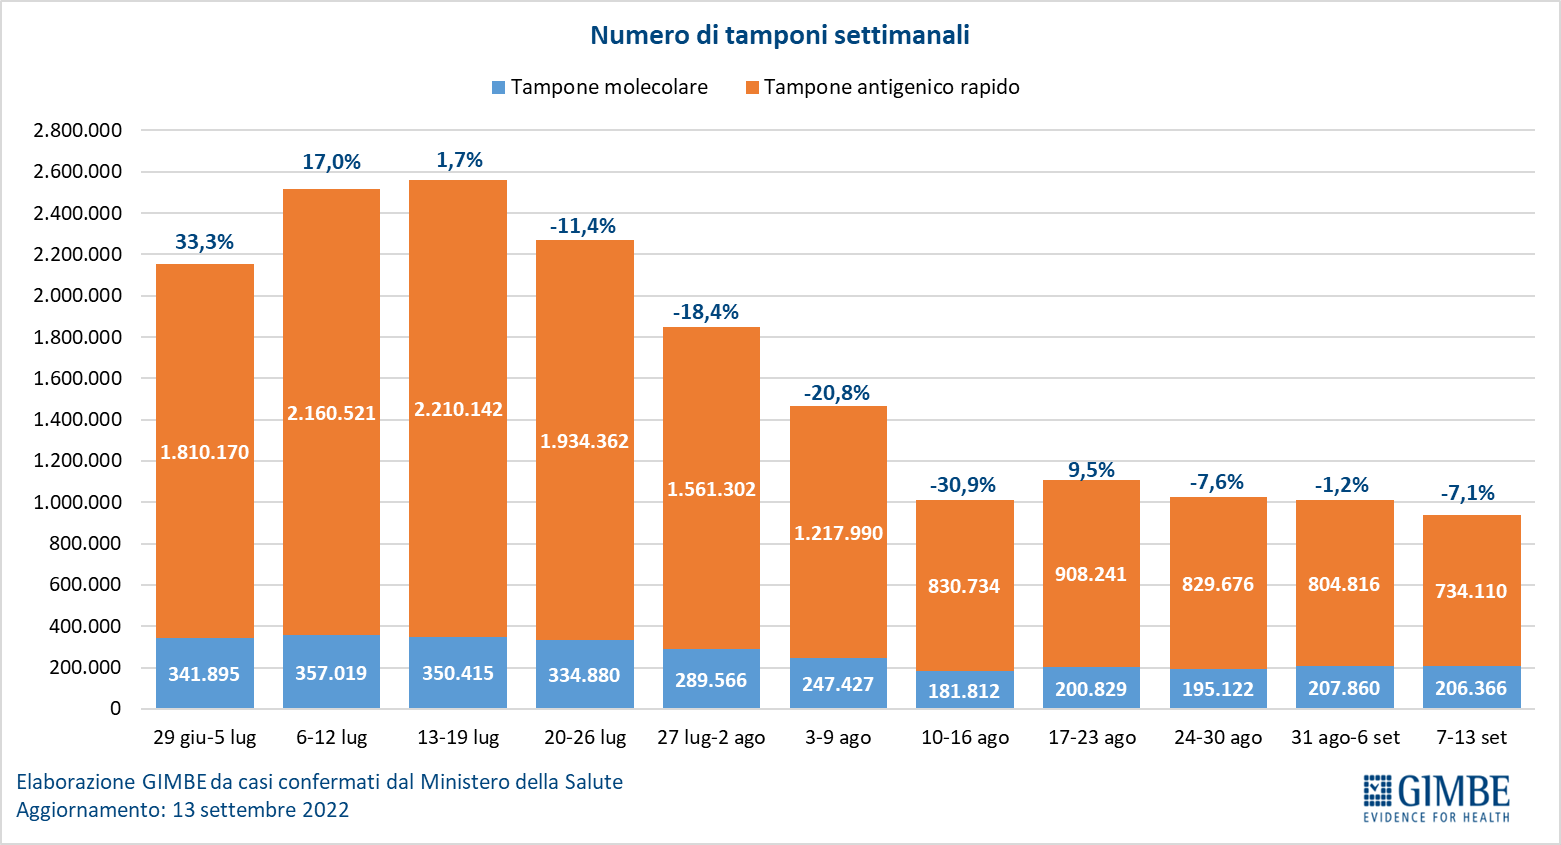 Numero di tamponi settimanali
Tampone molecolare Tampone antigenico rapido
2.800.000
2.600.000
2.400.000
2.200.000
2.000.000
1.800.000
1.600.000
1.400.000
1.200.000
1.000.000
800.000
600.000
400.000
200.000
0
33,3% 17,0% 1,7% -11,4% -18,4% -20,8% -30,9% 9,5% -7,6% -1,2% -7,1%
1.810.170 2.160.521 2.210.142 1.934.362 1.561.302 1.217.990 830.734 908.241 829.676 804.816 734.110
341.895 357.019 350.415 334.880 289.566 247.427 181.812 200.829 195.122 207.860 206.366
29 giu-5 lug 6-12 lug 13-19 lug 20-26 lug 27 lug-2 ago 3-9 ago 10-16 ago 17-23 ago 24-30 ago 31 ago-6 set 7-13 set
Elaborazione GIMBE da casi confermati dal Ministero della Salute
Aggiornamento: 13 settembre 2022
GIMBE
EVIDENCE FOR HEALTH